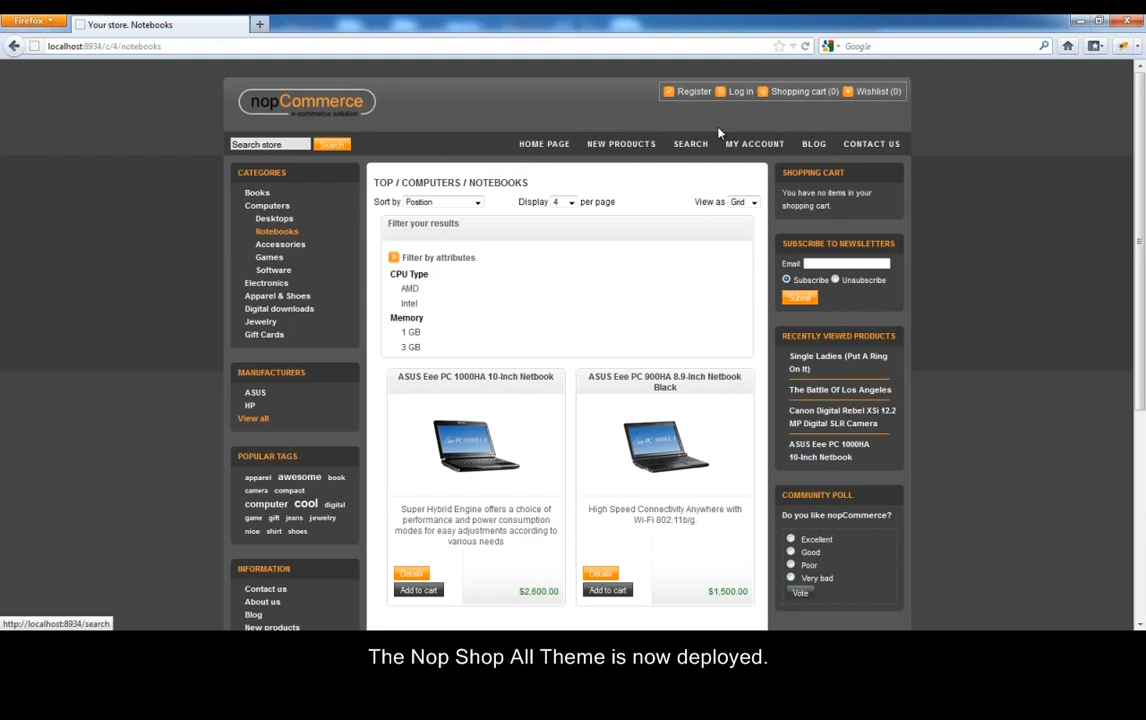 Firefox
Your store. Notebooks
localhost:8934/c/4/notebooks
Google
nopCommerce
e-commerce solution
Register Log in Shopping cart (0) Wishlist (0)
Search store Search
HOME PAGE NEW PRODUCTS SEARCH MY ACCOUNT BLOG CONTACT US
CATEGORIES
Books
Computers
Desktops
Notebooks
Accessories
Games
Software
Electronics
Apparel & Shoes
Digital downloads
Jewelry
Gift Cards
MANUFACTURERS
ASUS
HP
View all
POPULAR TAGS
apparel awesome book
camera compact
computer cool digital
game gift jeans jewelry
nice shirt shoes
INFORMATION
Contact us
About us
Blog
New products
TOP / COMPUTERS / NOTEBOOKS
Sort by Position Display 4 per page View as Grid
Filter your results
Filter by attributes
CPU Type
AMD
Intel
Memory
1 GB
3 GB
ASUS Eee PC 1000HA 10-Inch Netbook
Eee PC 1000HA
Super Hybrid Engine offers a choice of
performance and power consumption
modes for easy adjustments according to
various needs
Details
Add to cart
$2,600.00
ASUS Eee PC 900HA 8.9-Inch Netbook
Black
Eee PC 900HA
High Speed Connectivity Anywhere with
Wi-Fi 802.11b/g.
Details
Add to cart
$1,500.00
SHOPPING CART
You have no items in your
shopping cart.
SUBSCRIBE TO NEWSLETTERS
Email
Subscribe Unsubscribe
Submit
RECENTLY VIEWED PRODUCTS
Single Ladies (Put A Ring
On It)
The Battle Of Los Angeles
Canon Digital Rebel XSi 12.2
MP Digital SLR Camera
ASUS Eee PC 1000HA
10-Inch Netbook
COMMUNITY POLL
Do you like nopCommerce?
Excellent
Good
Poor
Very bad
Vote
http://localhost:8934/search
The Nop Shop All Theme is now deployed.